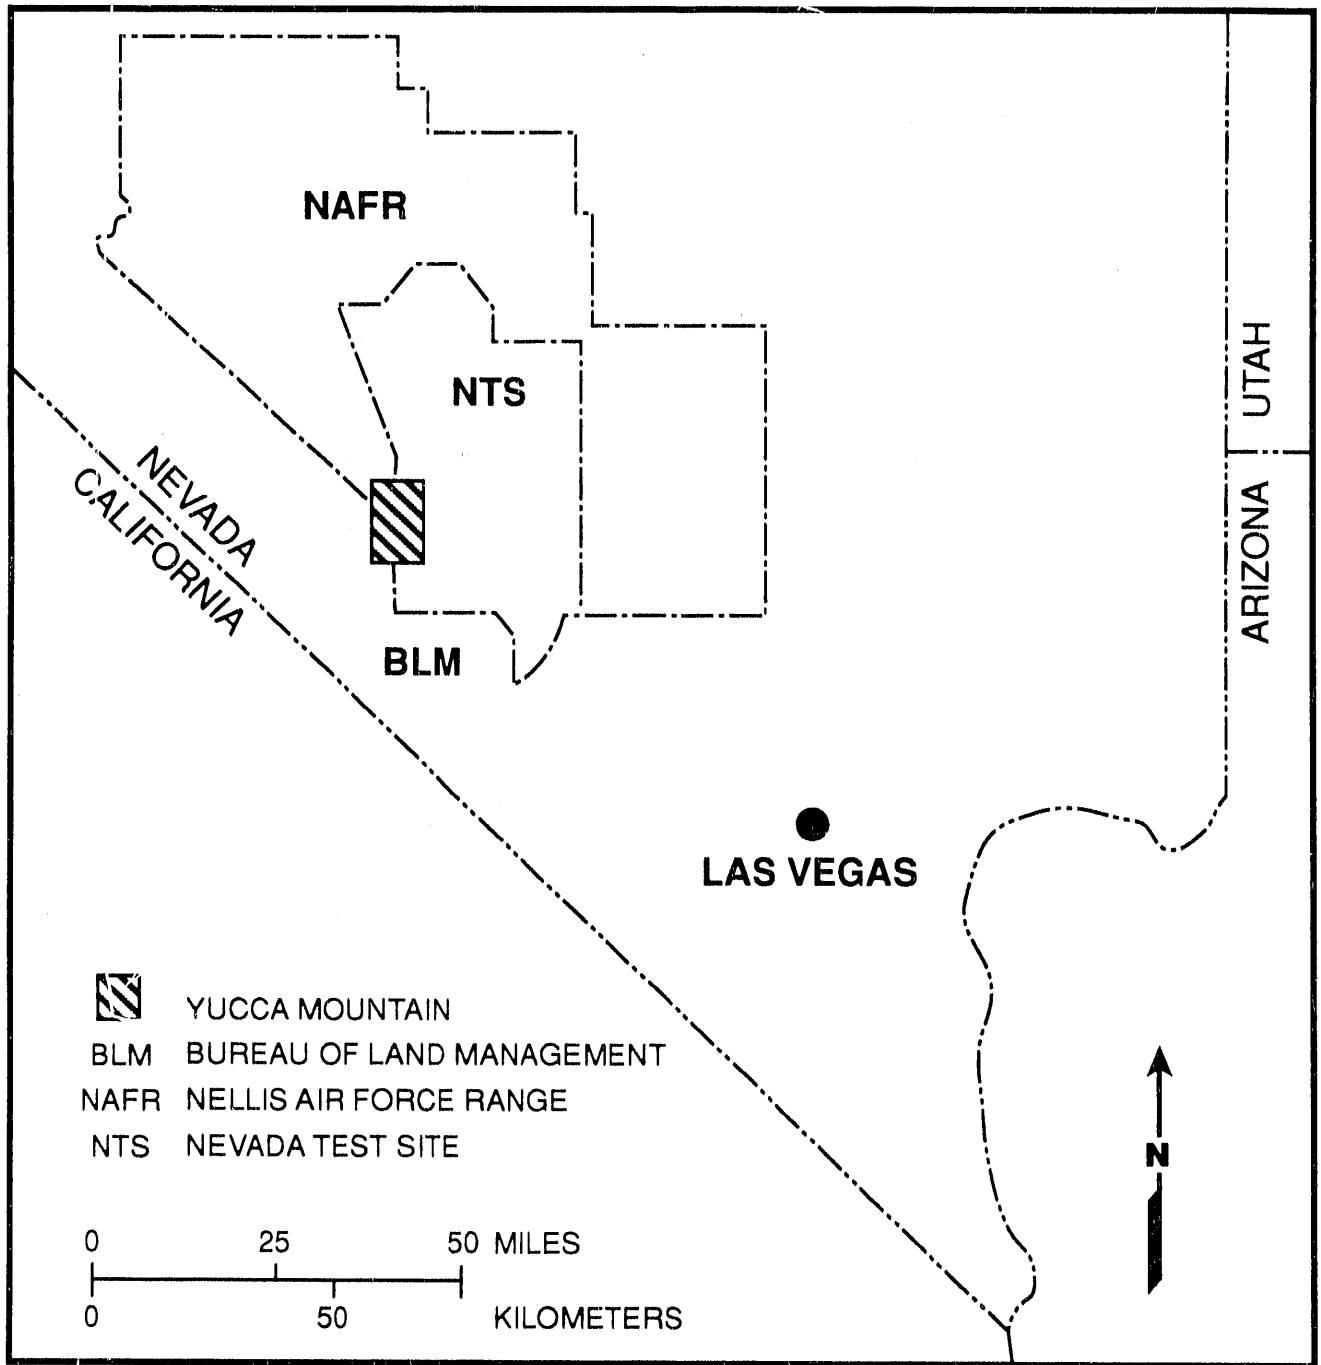 NAFR
UTAH
NTS
NEVADA
CALIFORNIA
ARIZONA
BLM
LAS VEGAS
YUCCA MOUNTAIN
BLM BUREAU OF LAND MANAGEMENT
NAFR NELLIS AIR FORCE RANGE
NTS NEVADA TEST SITE
N
0 25 50 MILES
0 50 KILOMETERS